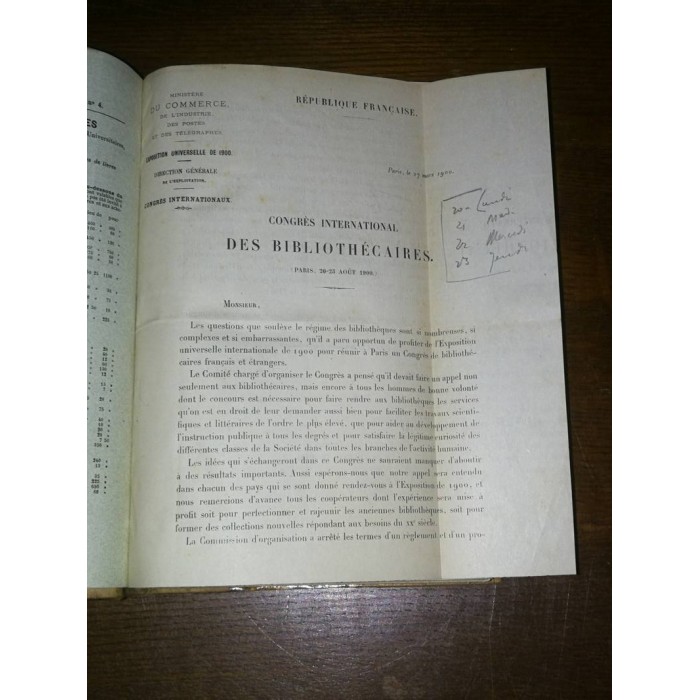 n° 4.
MINISTÈRE
DU COMMERCE,
DE L'INDUSTRIE,
DES POSTES
ET DES TÉLÉGRAPHES.
EXPOSITION UNIVERSELLE DE 1900.
DIRECTION GÉNÉRALE
DE L'EXPLOITATION.
CONGRÈS INTERNATIONAUX.
RÉPUBLIQUE FRANÇAISE.
Paris, le 17 mars 1900.
20 - Lundi
21 Mardi
22 Mercredi
23 Jeudi
CONGRÈS INTERNATIONAL
DES BIBLIOTHÉCAIRES.
(PARIS, 20-23 AOÛT 1900.)
MONSIEUR,
Les questions que soulève le régime des bibliothèques sont si nombreuses, si
complexes et si embarrassantes, qu'il a paru opportun de profiter de l'Exposition
universelle internationale de 1900 pour réunir à Paris un Congrès de bibliothé-
caires français et étrangers.
Le Comité chargé d'organiser le Congrès a pensé qu'il devait faire un appel non
seulement aux bibliothécaires, mais encore à tous les hommes de bonne volonté
dont le concours est nécessaire pour faire rendre aux bibliothèques les services
qu'on est en droit de leur demander aussi bien pour faciliter les travaux scienti-
fiques et littéraires de l'ordre le plus élevé, que pour aider au développement de
l'instruction publique à tous les degrés et pour satisfaire la légitime curiosité des
différentes classes de la Société dans toutes les branches de l'activité humaine.
Les idées qui s'échangeront dans ce Congrès ne sauraient manquer d'aboutir
à des résultats importants. Aussi espérons-nous que notre appel sera entendu
dans chacun des pays qui se sont donné rendez-vous à l'Exposition de 1900, et
nous remercions d'avance tous les coopérateurs dont l'expérience sera mise à
profit soit pour perfectionner et rajeunir les anciennes bibliothèques, soit pour
former des collections nouvelles répondant aux besoins du XXe siècle.
La Commission d'organisation a arrêté les termes d'un règlement et d'un pro-